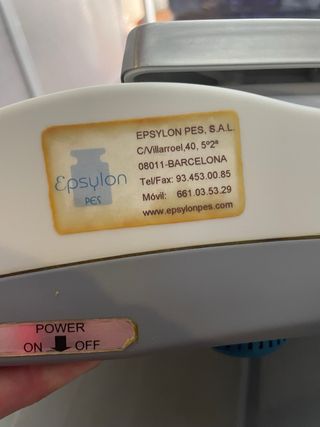 EPSYLON PES, S.A.L.
C/Villarroel,40, 5º2ª
08011-BARCELONA
Tel/Fax: 93.453.00.85
Móvil: 661.03.53.29
www.epsylonpes.com
Epsylon
PES
POWER
ON OFF